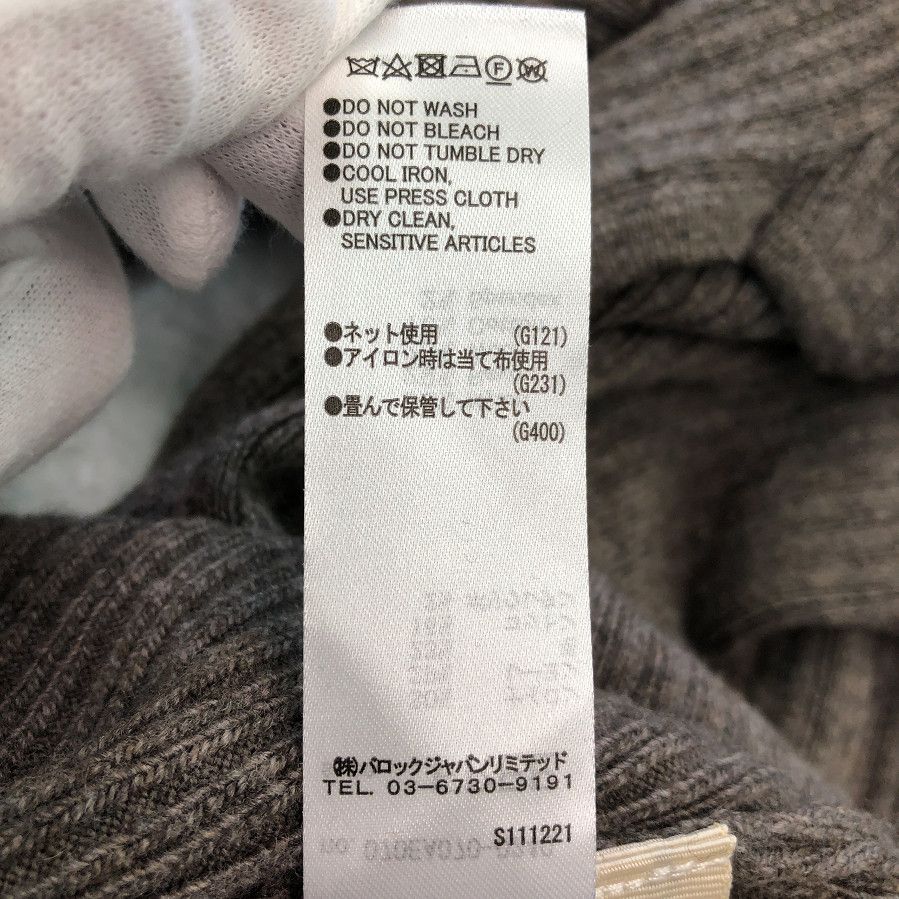 F W
●DO NOT WASH
●DO NOT BLEACH
●DO NOT TUMBLE DRY
●COOL IRON,
USE PRESS CLOTH
●DRY CLEAN,
SENSITIVE ARTICLES
●ネット使用 (G121)
●アイロン時は当て布使用
(G231)
●畳んで保管して下さい
(G400)
㈱バロックジャパンリミテッド
TEL. 03-6730-9191
S111221